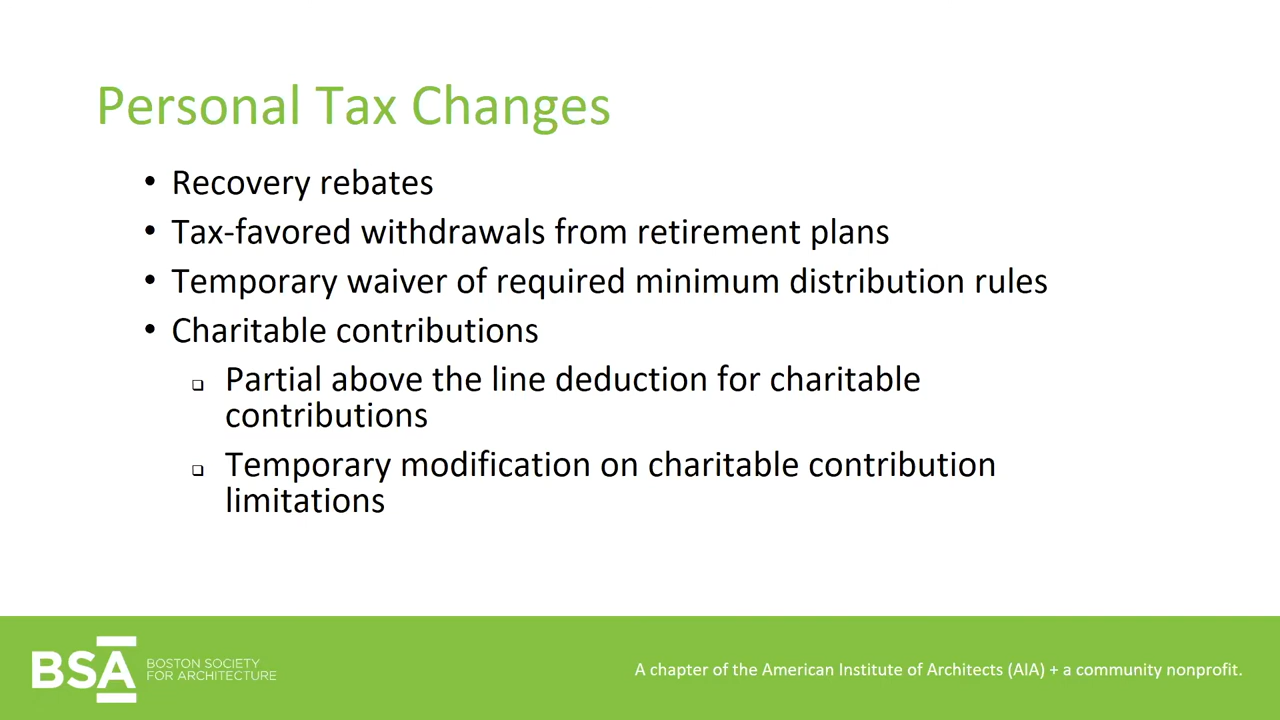 Personal Tax Changes
• Recovery rebates
• Tax-favored withdrawals from retirement plans
• Temporary waiver of required minimum distribution rules
• Charitable contributions
❑ Partial above the line deduction for charitable
contributions
❑ Temporary modification on charitable contribution
limitations
BSA
BOSTON SOCIETY
FOR ARCHITECTURE
A chapter of the American Institute of Architects (AIA) + a community nonprofit.